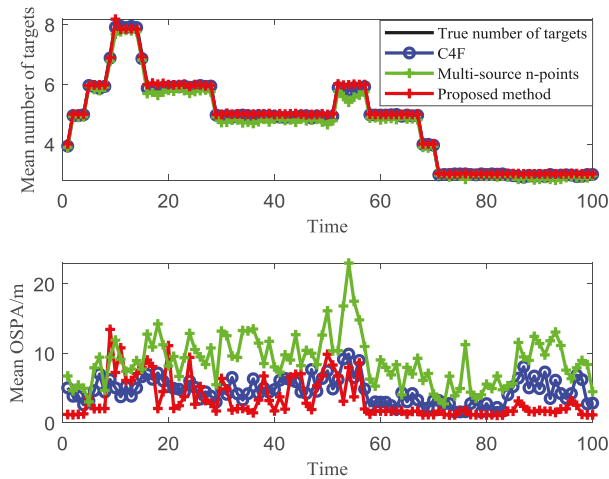 Mean number of targets
8
6
4
True number of targets
C4F
Multi-source n-points
Proposed method
0 20 40 60 80 100
Time
Mean OSPA/m
20
10
0
0 20 40 60 80 100
Time